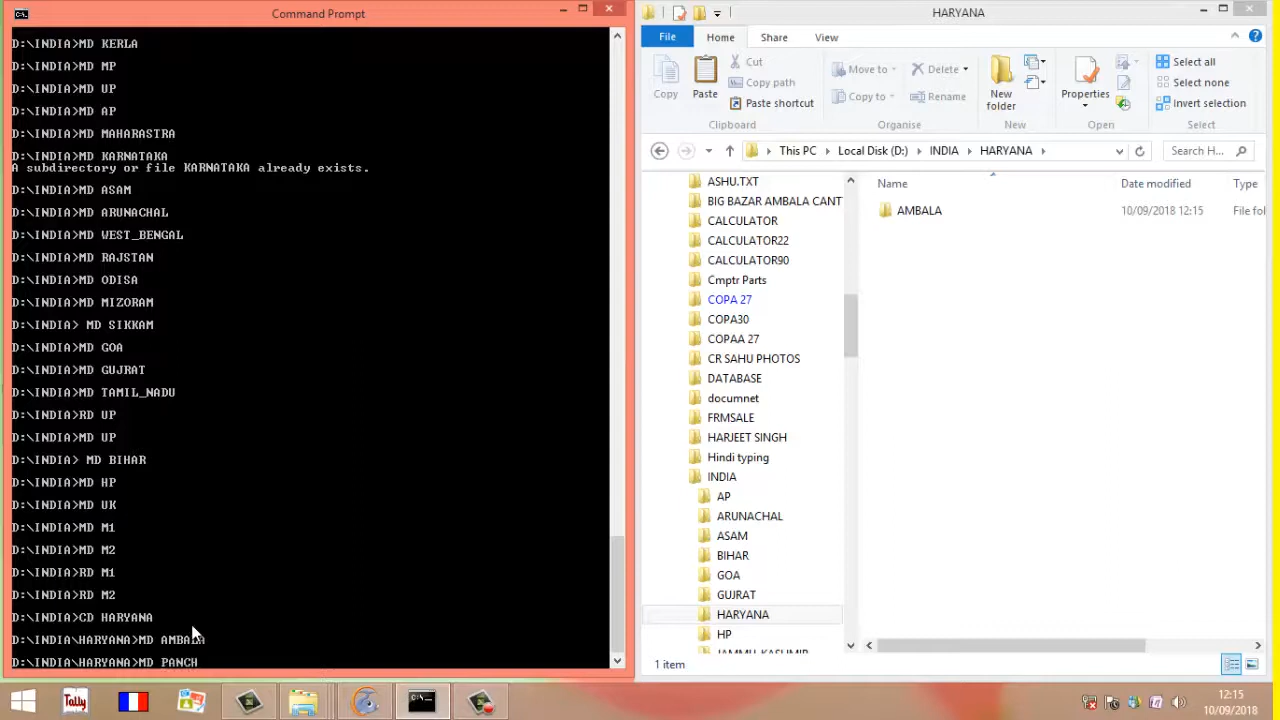 Command Prompt
D:\INDIA>MD KERLA
D:\INDIA>MD MP
D:\INDIA>MD UP
D:\INDIA>MD AP
D:\INDIA>MD MAHARASTRA
D:\INDIA>MD KARNATAKA
A subdirectory or file KARNATAKA already exists.
D:\INDIA>MD ASAM
D:\INDIA>MD ARUNACHAL
D:\INDIA>MD WEST_BENGAL
D:\INDIA>MD RAJSTAN
D:\INDIA>MD ODISA
D:\INDIA>MD MIZORAM
D:\INDIA> MD SIKKAM
D:\INDIA>MD GOA
D:\INDIA>MD GUJRAT
D:\INDIA>MD TAMIL_NADU
D:\INDIA>RD UP
D:\INDIA>MD UP
D:\INDIA> MD BIHAR
D:\INDIA>MD HP
D:\INDIA>MD UK
D:\INDIA>MD M1
D:\INDIA>MD M2
D:\INDIA>RD M1
D:\INDIA>RD M2
D:\INDIA>CD HARYANA
D:\INDIA\HARYANA>MD AMBALA
D:\INDIA\HARYANA>MD PANCH
HARYANA
File Home Share View
Copy
Paste
Cut
Copy path
Paste shortcut
Clipboard
Move to
Copy to
Delete
Rename
Organise
New folder
New
Properties
Open
Select all
Select none
Invert selection
Select
This PC Local Disk (D:) INDIA HARYANA
Search H...
ASHU.TXT
BIG BAZAR AMBALA CANT
CALCULATOR
CALCULATOR22
CALCULATOR90
Cmptr Parts
COPA 27
COPA30
COPAA 27
CR SAHU PHOTOS
DATABASE
documnet
FRMSALE
HARJEET SINGH
Hindi typing
INDIA
AP
ARUNACHAL
ASAM
BIHAR
GOA
GUJRAT
HARYANA
HP
JAMMU-KASHMIR
Name Date modified Type
AMBALA 10/09/2018 12:15 File fo
1 item
Tally
12:15
10/09/2018